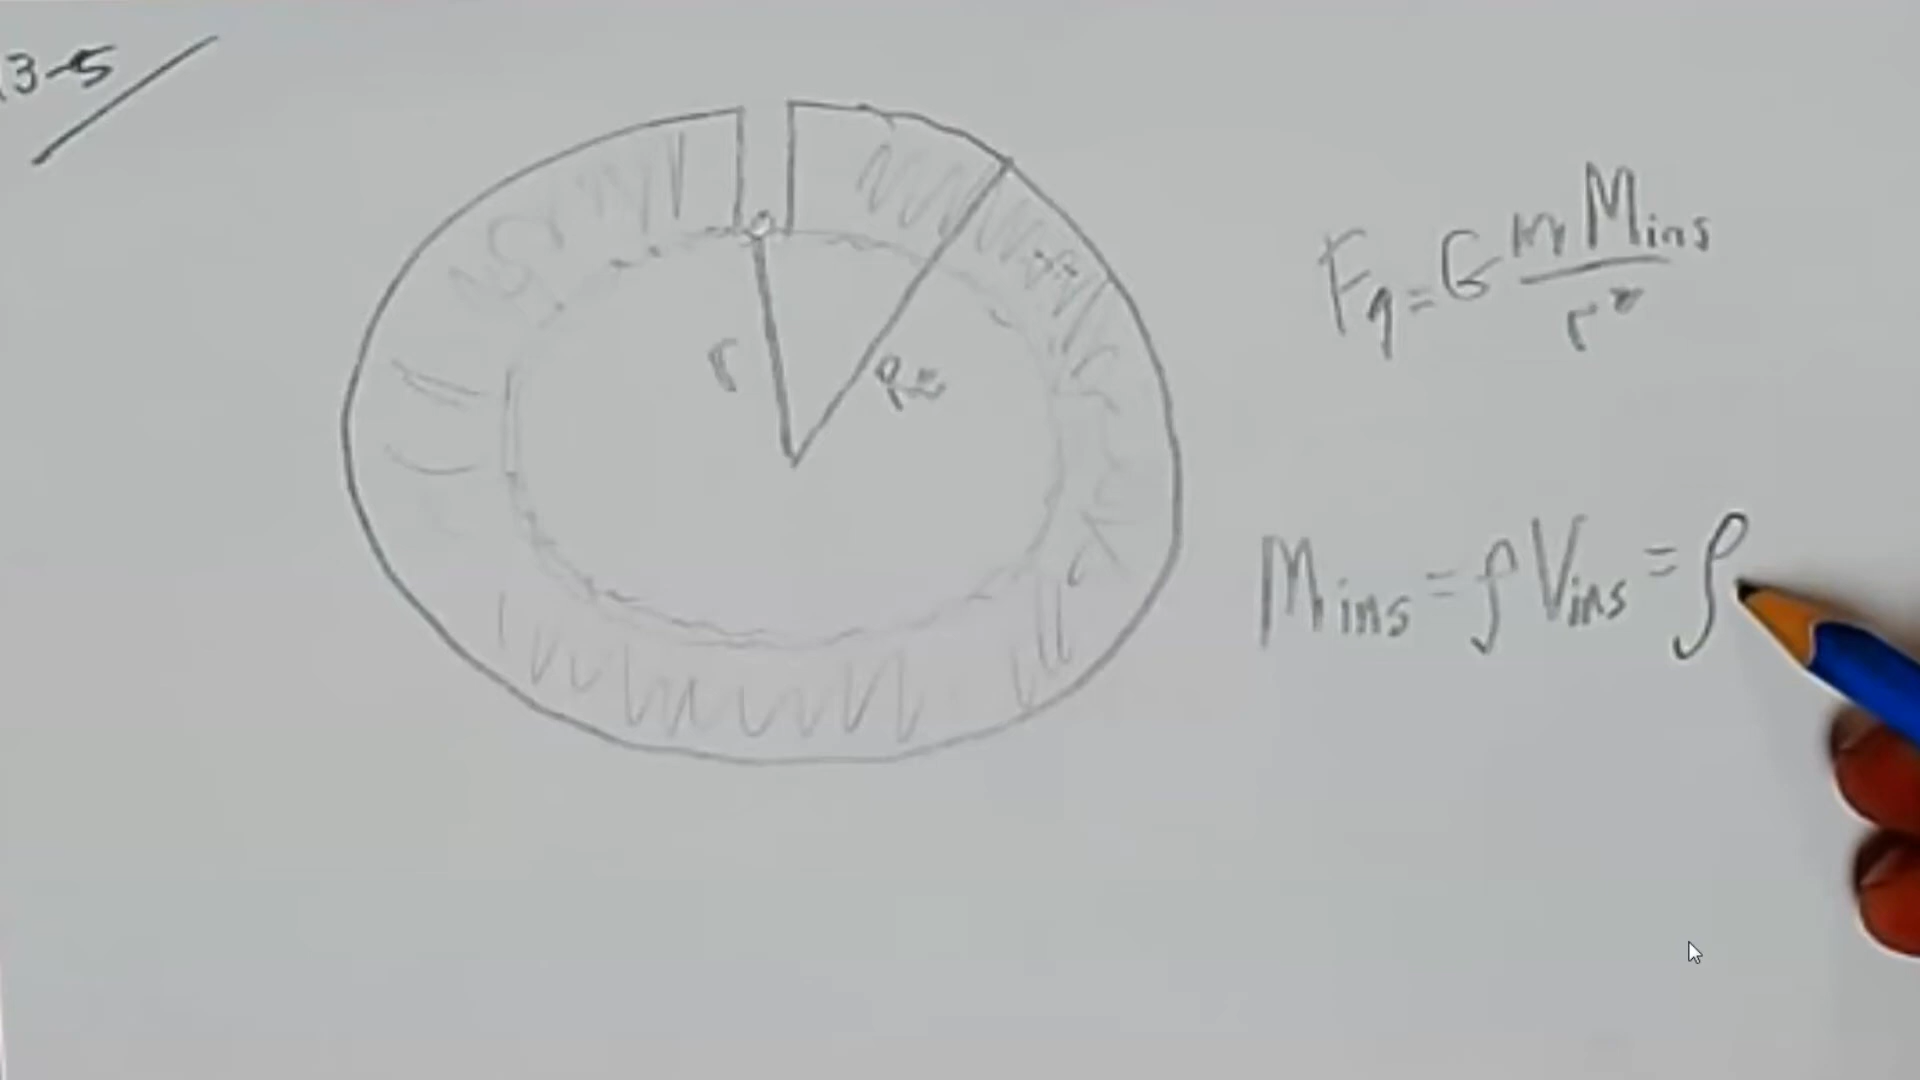 13-5
r
RE
Fg = G m Mins / r²
Mins = ρ Vins = ρ